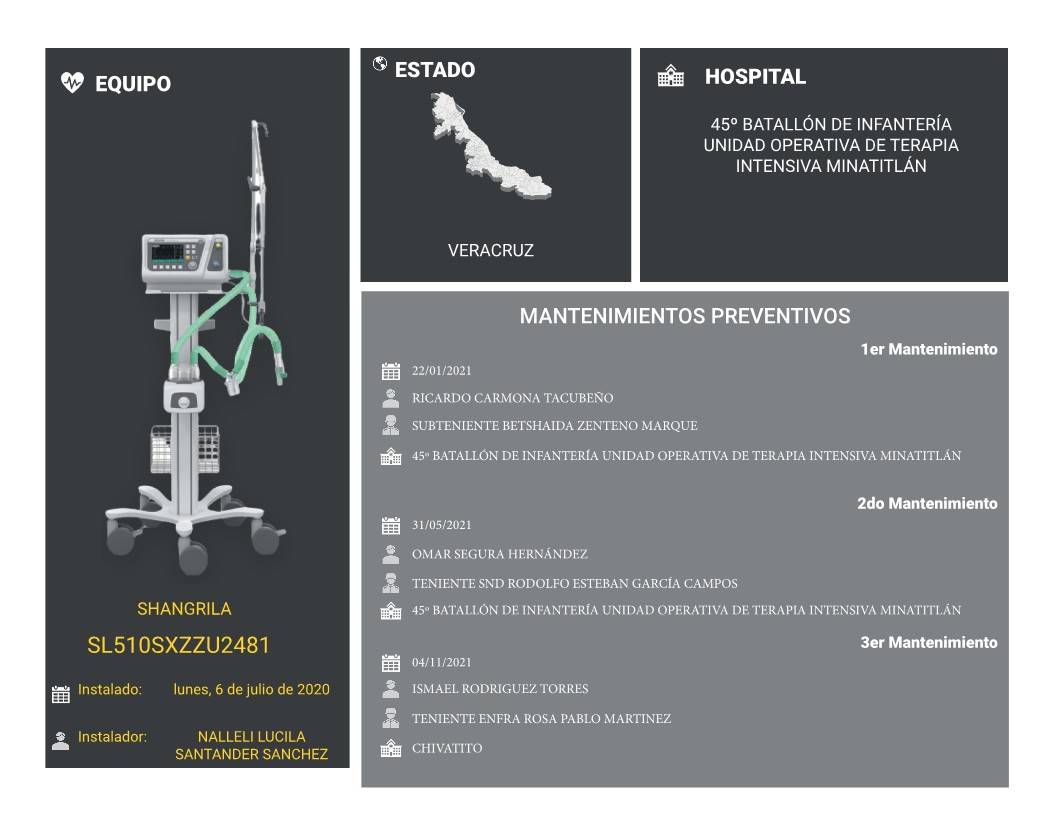 EQUIPO
SHANGRILA
SL510SXZZU2481
Instalado: lunes, 6 de julio de 2020
Instalador: NALLELI LUCILA
SANTANDER SANCHEZ
ESTADO
VERACRUZ
HOSPITAL
45º BATALLÓN DE INFANTERÍA
UNIDAD OPERATIVA DE TERAPIA
INTENSIVA MINATITLÁN
MANTENIMIENTOS PREVENTIVOS
1er Mantenimiento
22/01/2021
RICARDO CARMONA TACUBEÑO
SUBTENIENTE BETSHAIDA ZENTENO MARQUE
45º BATALLÓN DE INFANTERÍA UNIDAD OPERATIVA DE TERAPIA INTENSIVA MINATITLÁN
2do Mantenimiento
31/05/2021
OMAR SEGURA HERNÁNDEZ
TENIENTE SND RODOLFO ESTEBAN GARCÍA CAMPOS
45º BATALLÓN DE INFANTERÍA UNIDAD OPERATIVA DE TERAPIA INTENSIVA MINATITLÁN
3er Mantenimiento
04/11/2021
ISMAEL RODRIGUEZ TORRES
TENIENTE ENFRA ROSA PABLO MARTINEZ
CHIVATITO